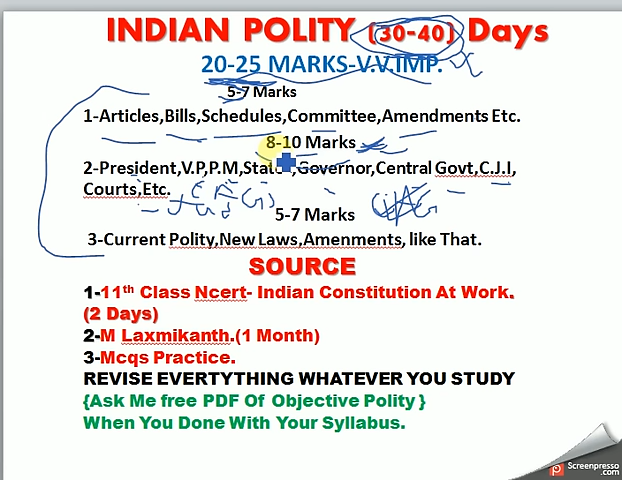 INDIAN POLITY (30-40) Days
20-25 MARKS-V.V.IMP.
5-7 Marks
1-Articles,Bills,Schedules,Committee,Amendments Etc.
8-10 Marks
2-President,V.P,P.M,State ,Governor,Central Govt,C.J.I,
Courts,Etc.
5-7 Marks
3-Current Polity,New Laws,Amenments, like That.
SOURCE
1-11th Class Ncert- Indian Constitution At Work.
(2 Days)
2-M Laxmikanth.(1 Month)
3-Mcqs Practice.
REVISE EVERTYTHING WHATEVER YOU STUDY
{Ask Me free PDF Of Objective Polity }
When You Done With Your Syllabus.
Screenpresso
.com